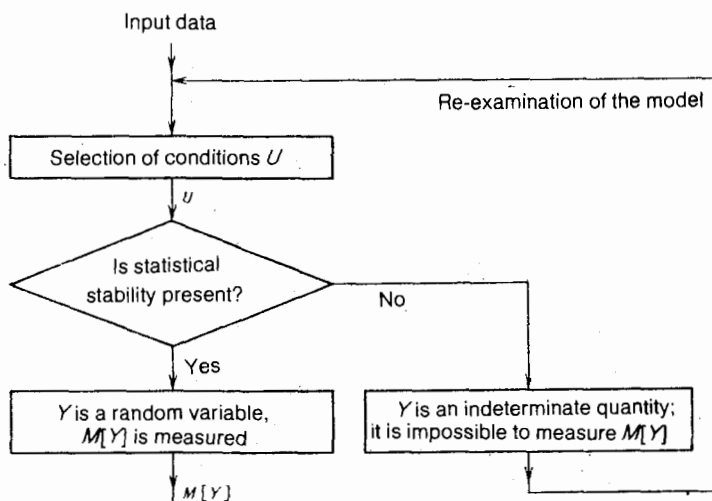 Input data
Re-examination of the model
Selection of conditions U
U
Is statistical
stability present?
No
Yes
Y is a random variable,
M[Y] is measured
Y is an indeterminate quantity;
it is impossible to measure M[Y]
M[Y]